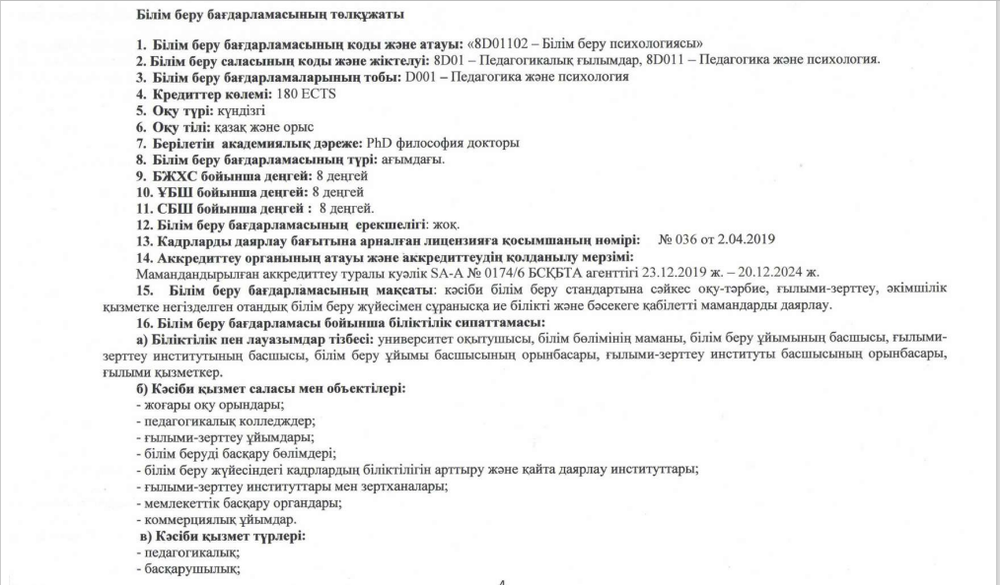 Білім беру бағдарламасының төлқұжаты
1. Білім беру бағдарламасының коды және атауы: «8D01102 – Білім беру психологиясы»
2. Білім беру саласының коды және жіктелуі: 8D01 – Педагогикалық ғылымдар, 8D011 – Педагогика және психология.
3. Білім беру бағдарламаларының тобы: D001 – Педагогика және психология
4. Кредиттер көлемі: 180 ECTS
5. Оқу түрі: күндізгі
6. Оқу тілі: қазақ және орыс
7. Берілетін академиялық дәреже: PhD философия докторы
8. Білім беру бағдарламасының түрі: ағымдағы.
9. БЖХС бойынша деңгей: 8 деңгей
10. ҰБШ бойынша деңгей: 8 деңгей
11. СБШ бойынша деңгей : 8 деңгей.
12. Білім беру бағдарламасының ерекшелігі: жоқ.
13. Кадрларды даярлау бағытына арналған лицензияға қосымшаның нөмірі: № 036 от 2.04.2019
14. Аккредиттеу органының атауы және аккредиттеудің қолданылу мерзімі:
Мамандандырылған аккредиттеу туралы куәлік SA-A № 0174/6 БСҚБТА агенттігі 23.12.2019 ж. – 20.12.2024 ж.
15. Білім беру бағдарламасының мақсаты: кәсіби білім беру стандартына сәйкес оқу-тәрбие, ғылыми-зерттеу, әкімшілік
қызметке негізделген отандық білім беру жүйесімен сұранысқа ие білікті және бәсекеге қабілетті мамандарды даярлау.
16. Білім беру бағдарламасы бойынша біліктілік сипаттамасы:
а) Біліктілік пен лауазымдар тізбесі: университет оқытушысы, білім бөлімінің маманы, білім беру ұйымының басшысы, ғылыми-
зерттеу институтының басшысы, білім беру ұйымы басшысының орынбасары, ғылыми-зерттеу институты басшысының орынбасары,
ғылыми қызметкер.
б) Кәсіби қызмет саласы мен объектілері:
- жоғары оқу орындары;
- педагогикалық колледждер;
- ғылыми-зерттеу ұйымдары;
- білім беруді басқару бөлімдері;
- білім беру жүйесіндегі кадрлардың біліктілігін арттыру және қайта даярлау институттары;
- ғылыми-зерттеу институттары мен зертханалары;
- мемлекеттік басқару органдары;
- коммерциялық ұйымдар.
в) Кәсіби қызмет түрлері:
- педагогикалық;
- басқарушылық;